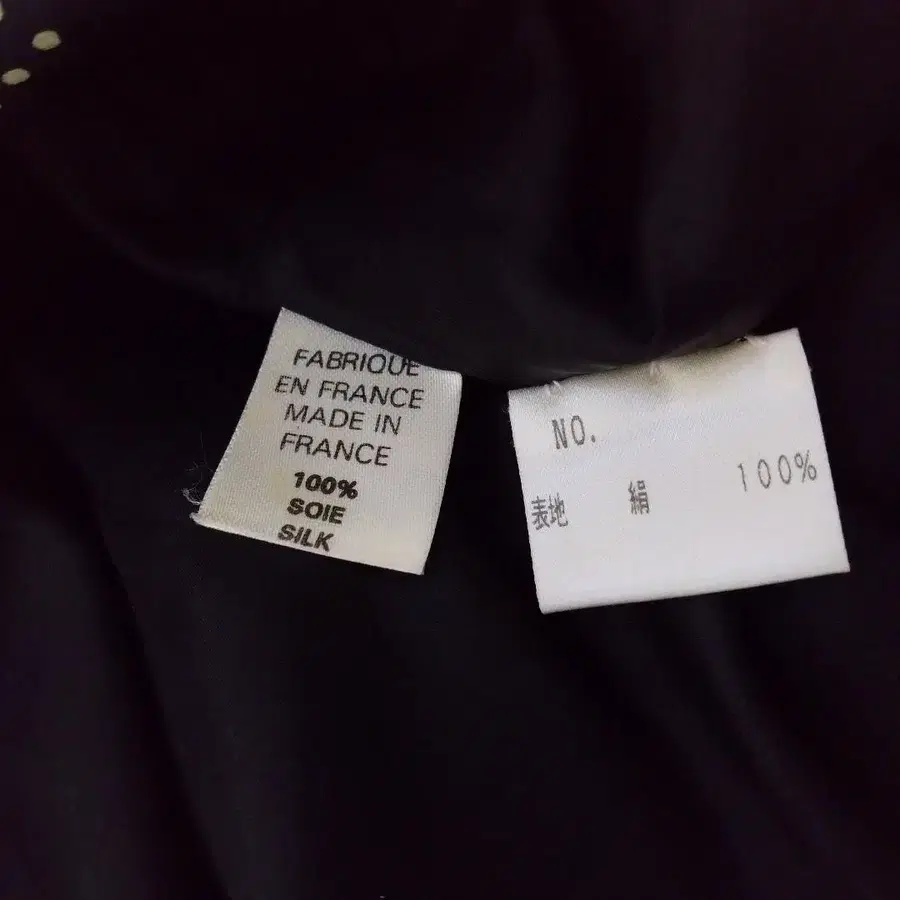 FABRIQUE
EN FRANCE
MADE IN
FRANCE
100%
SOIE
SILK
NO.
表地 絹 100%